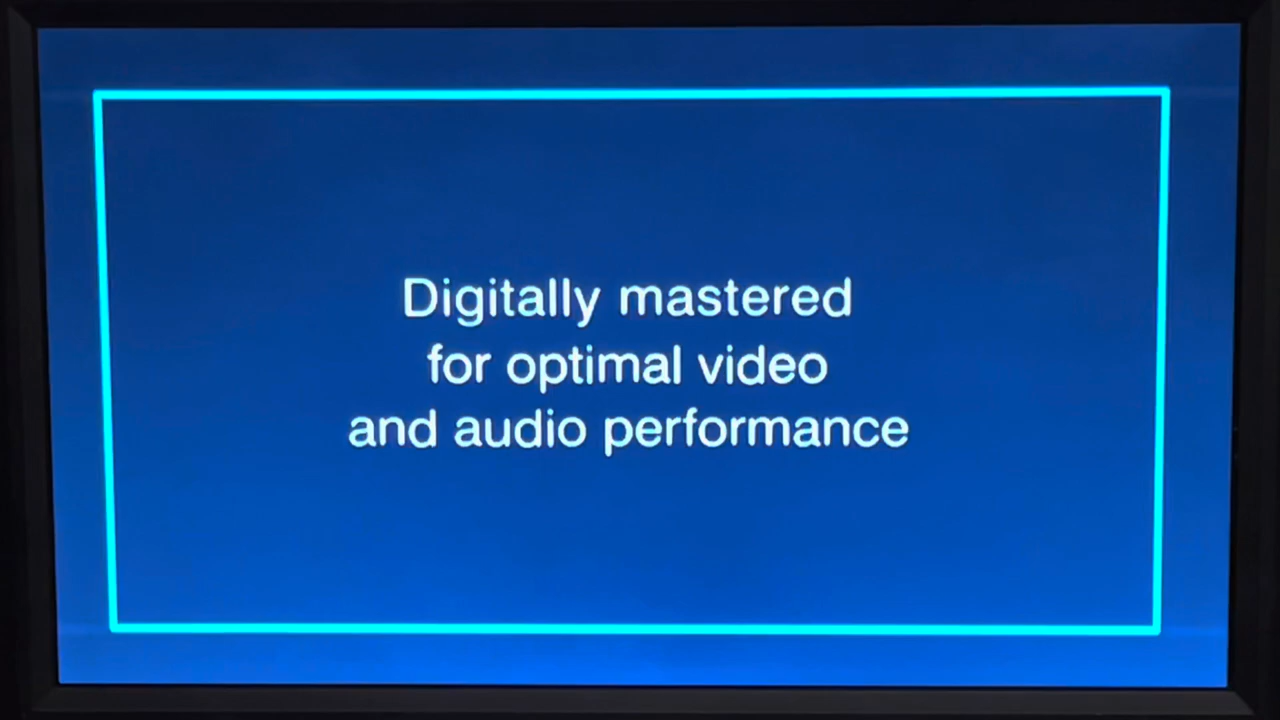 Digitally mastered
for optimal video
and audio performance